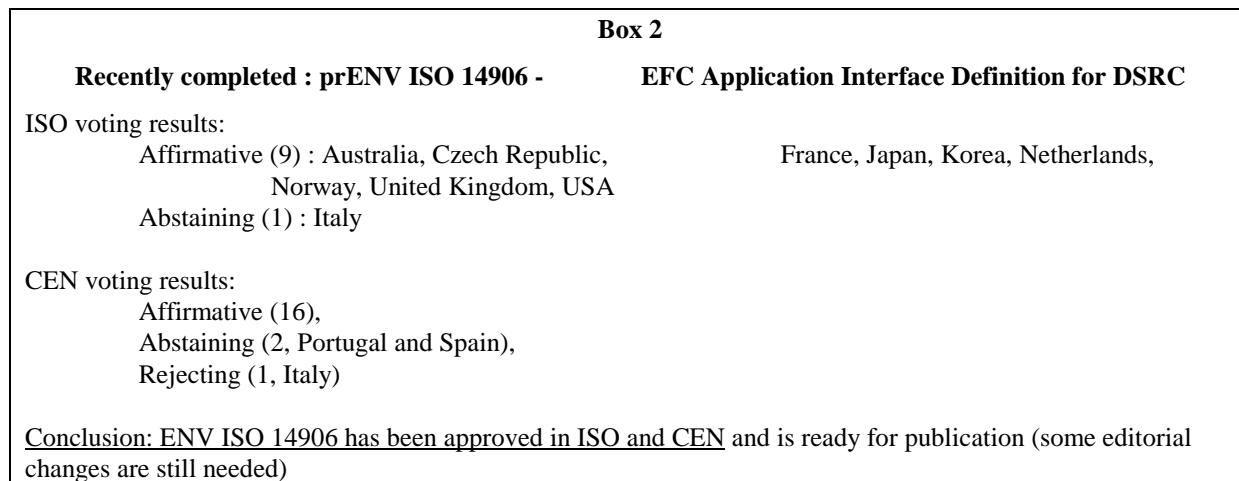 Box 2
Recently completed : prENV ISO 14906 - EFC Application Interface Definition for DSRC
ISO voting results:
Affirmative (9) : Australia, Czech Republic, France, Japan, Korea, Netherlands,
Norway, United Kingdom, USA
Abstaining (1) : Italy
CEN voting results:
Affirmative (16),
Abstaining (2, Portugal and Spain),
Rejecting (1, Italy)
Conclusion: ENV ISO 14906 has been approved in ISO and CEN and is ready for publication (some editorial
changes are still needed)